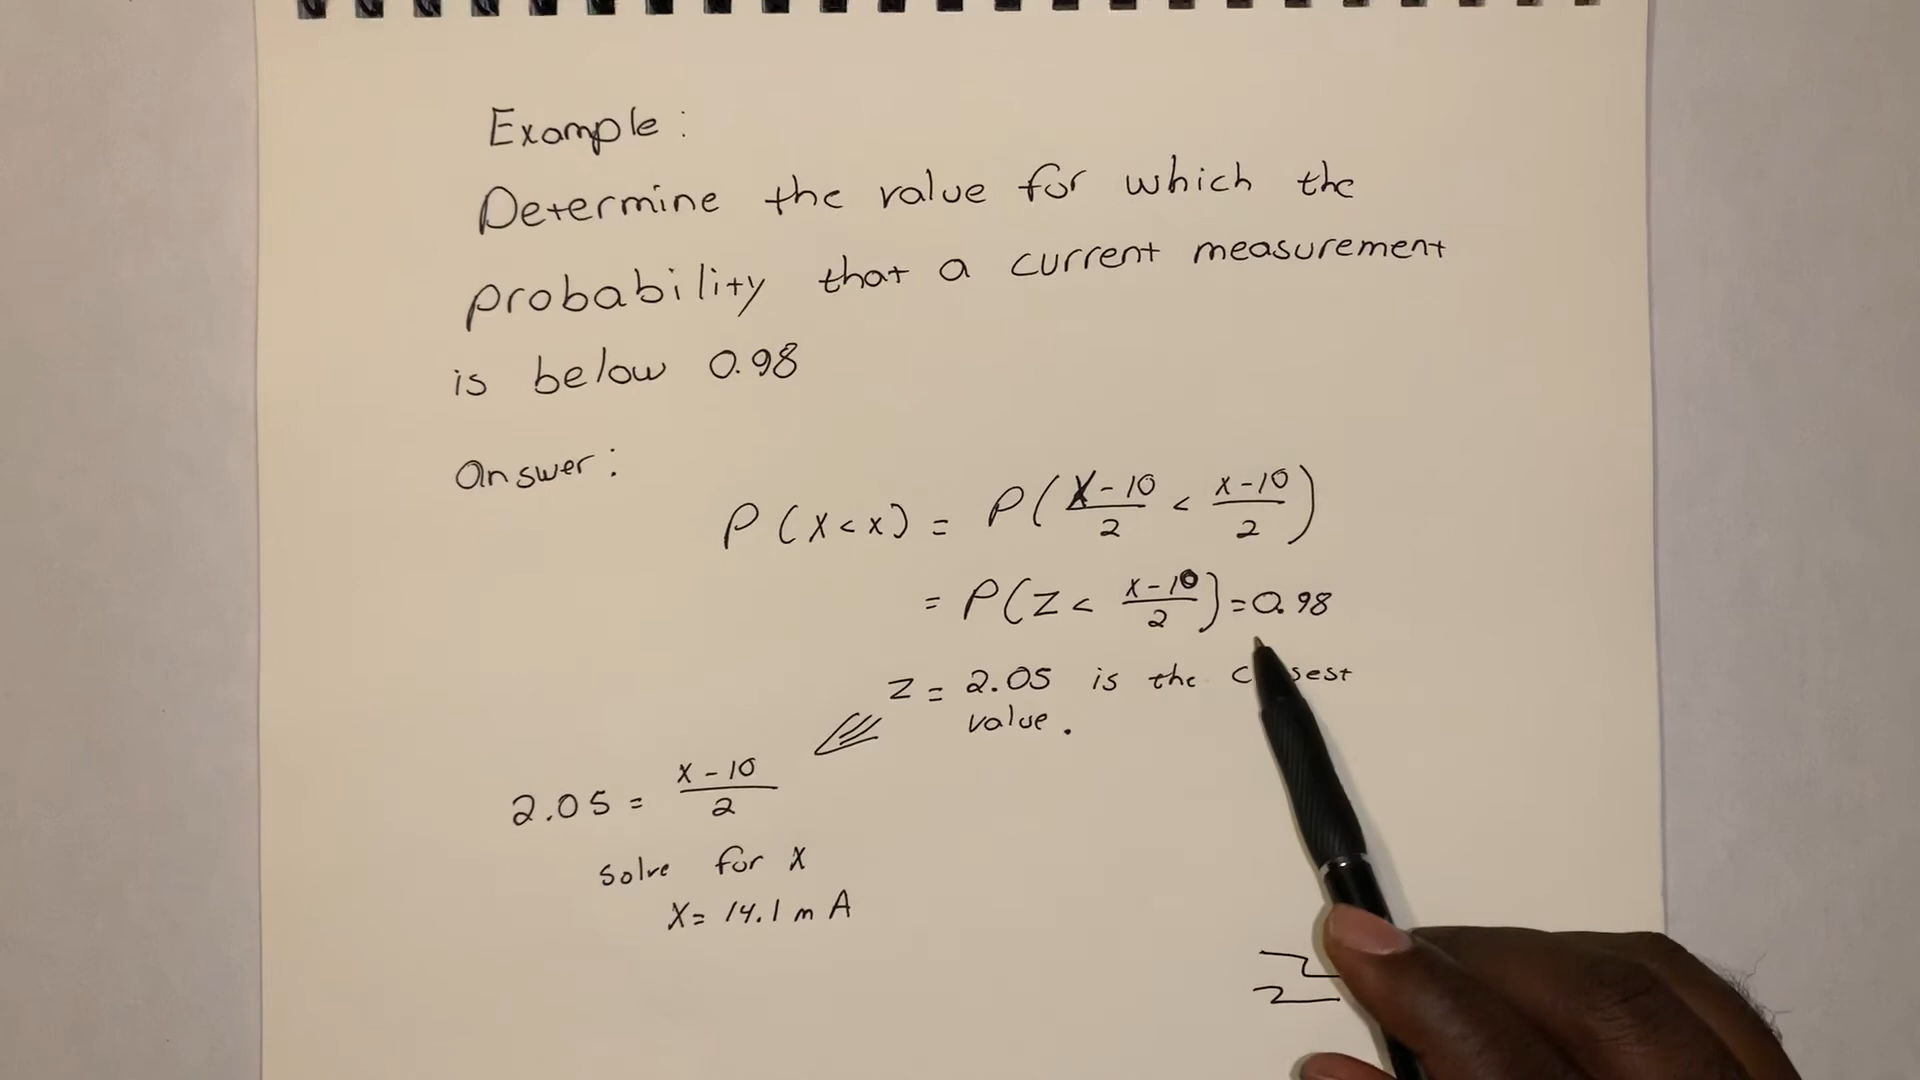 Example:
Determine the value for which the
probability that a current measurement
is below 0.98
Answer:
P(X<x) = P(X-10/2 < x-10/2)
= P(Z < x-10/2) = 0.98
z = 2.05 is the
value.
2.05 = x-10/2
solve for x
x = 14.1 mA